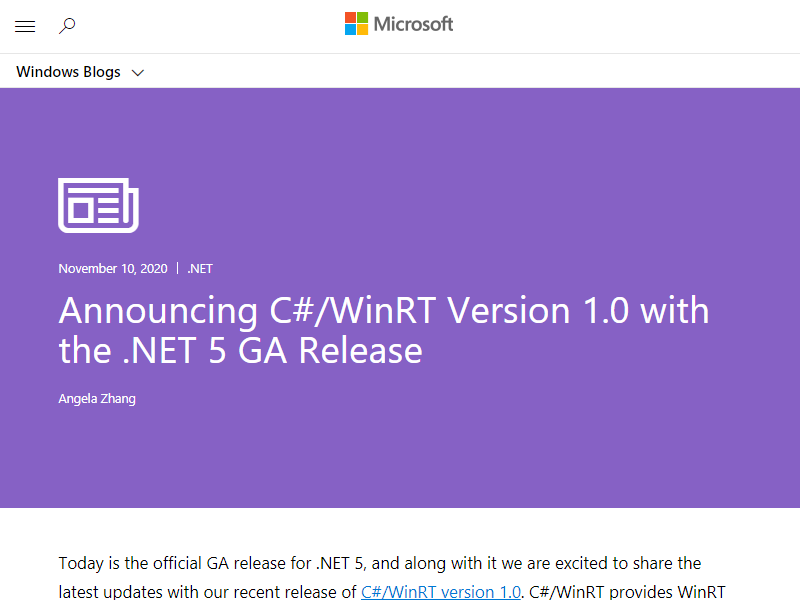 Microsoft
Windows Blogs
November 10, 2020 | .NET
Announcing C#/WinRT Version 1.0 with
the .NET 5 GA Release
Angela Zhang
Today is the official GA release for .NET 5, and along with it we are excited to share the
latest updates with our recent release of C#/WinRT version 1.0. C#/WinRT provides WinRT